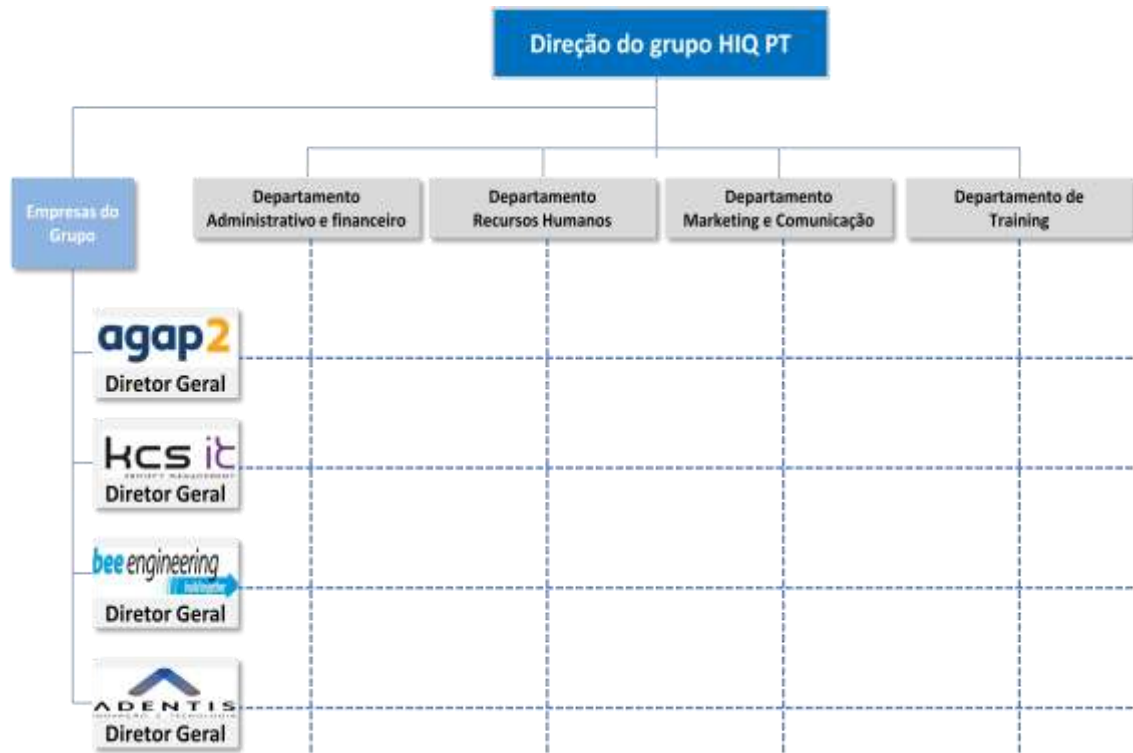 Direção do grupo HIQ PT
Empresas do
Grupo
Departamento
Administrativo e financeiro
Departamento
Recursos Humanos
Departamento
Marketing e Comunicação
Departamento de
Training
agap2
Diretor Geral
kcs it
Diretor Geral
bee engineering
Diretor Geral
ADENTIS
Diretor Geral